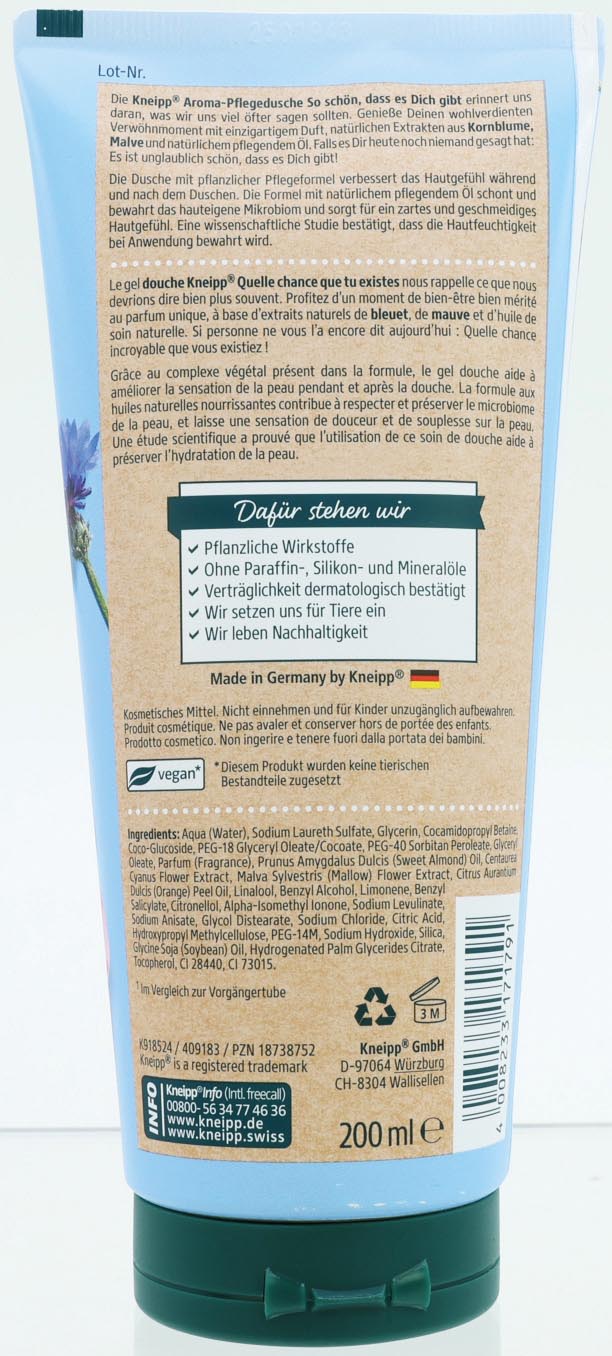 Lot-Nr.
Die Kneipp® Aroma-Pflegedusche So schön, dass es Dich gibt erinnert uns
daran, was wir uns viel öfter sagen sollten. Genieße Deinen wohlverdienten
Verwöhnmoment mit einzigartigem Duft, natürlichen Extrakten aus Kornblume,
Malve und natürlichem pflegendem Öl. Falls es Dir heute noch niemand gesagt hat:
Es ist unglaublich schön, dass es Dich gibt!
Die Dusche mit pflanzlicher Pflegeformel verbessert das Hautgefühl während
und nach dem Duschen. Die Formel mit natürlichem pflegendem Öl schont und
bewahrt das hauteigene Mikrobiom und sorgt für ein zartes und geschmeidiges
Hautgefühl. Eine wissenschaftliche Studie bestätigt, dass die Hautfeuchtigkeit
bei Anwendung bewahrt wird.
Le gel douche Kneipp® Quelle chance que tu existes nous rappelle ce que nous
devrions dire bien plus souvent. Profitez d'un moment de bien-être bien mérité
au parfum unique, à base d'extraits naturels de bleuet, de mauve et d'huile de
soin naturelle. Si personne ne vous l'a encore dit aujourd'hui : Quelle chance
incroyable que vous existiez !
Grâce au complexe végétal présent dans la formule, le gel douche aide à
améliorer la sensation de la peau pendant et après la douche. La formule aux
huiles naturelles nourrissantes contribue à respecter et préserver le microbiome
de la peau, et laisse une sensation de douceur et de souplesse sur la peau.
Une étude scientifique a prouvé que l'utilisation de ce soin de douche aide à
préserver l'hydratation de la peau.
Dafür stehen wir
✓ Pflanzliche Wirkstoffe
✓ Ohne Paraffin-, Silikon- und Mineralöle
✓ Verträglichkeit dermatologisch bestätigt
✓ Wir setzen uns für Tiere ein
✓ Wir leben Nachhaltigkeit
Made in Germany by Kneipp®
Kosmetisches Mittel. Nicht einnehmen und für Kinder unzugänglich aufbewahren.
Produit cosmétique. Ne pas avaler et conserver hors de portée des enfants.
Prodotto cosmetico. Non ingerire e tenere fuori dalla portata dei bambini.
vegan*
*Diesem Produkt wurden keine tierischen
Bestandteile zugesetzt
Ingredients: Aqua (Water), Sodium Laureth Sulfate, Glycerin, Cocamidopropyl Betaine,
Coco-Glucoside, PEG-18 Glyceryl Oleate/Cocoate, PEG-40 Sorbitan Peroleate, Glyceryl
Oleate, Parfum (Fragrance), Prunus Amygdalus Dulcis (Sweet Almond) Oil, Centaurea
Cyanus Flower Extract, Malva Sylvestris (Mallow) Flower Extract, Citrus Aurantium
Dulcis (Orange) Peel Oil, Linalool, Benzyl Alcohol, Limonene, Benzyl
Salicylate, Citronellol, Alpha-Isomethyl Ionone, Sodium Levulinate,
Sodium Anisate, Glycol Distearate, Sodium Chloride, Citric Acid,
Hydroxypropyl Methylcellulose, PEG-14M, Sodium Hydroxide, Silica,
Glycine Soja (Soybean) Oil, Hydrogenated Palm Glycerides Citrate,
Tocopherol, CI 28440, CI 73015.
¹ Im Vergleich zur Vorgängertube
3 M
K918524 / 409183 / PZN 18738752
Kneipp® is a registered trademark
Kneipp® GmbH
D-97064 Würzburg
CH-8304 Wallisellen
INFO
Kneipp®Info (Intl. freecall)
00800- 56 34 77 46 36
www.kneipp.de
www.kneipp.swiss
200 ml ℮
4 008233 171791